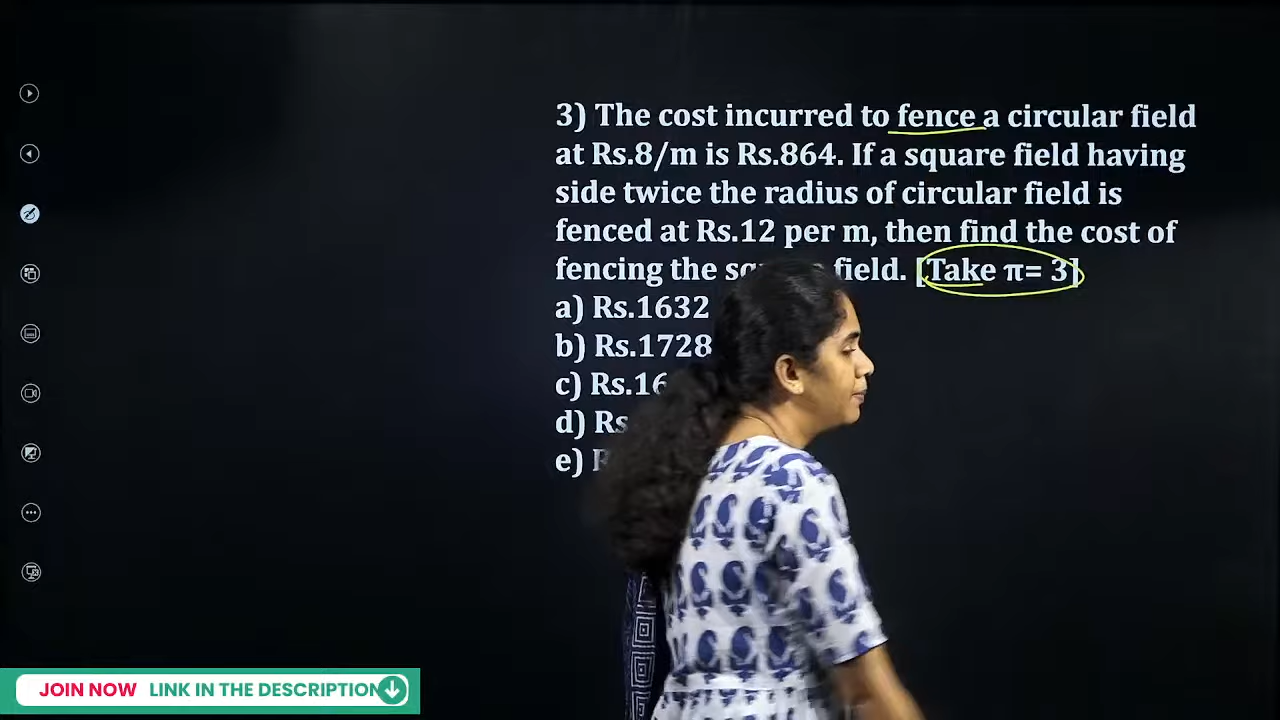 3) The cost incurred to fence a circular field
at Rs.8/m is Rs.864. If a square field having
side twice the radius of circular field is
fenced at Rs.12 per m, then find the cost of
fencing the field. [Take π= 3]
a) Rs.1632
b) Rs.1728
c) Rs.16
d) Rs
e) R
JOIN NOW LINK IN THE DESCRIPTION